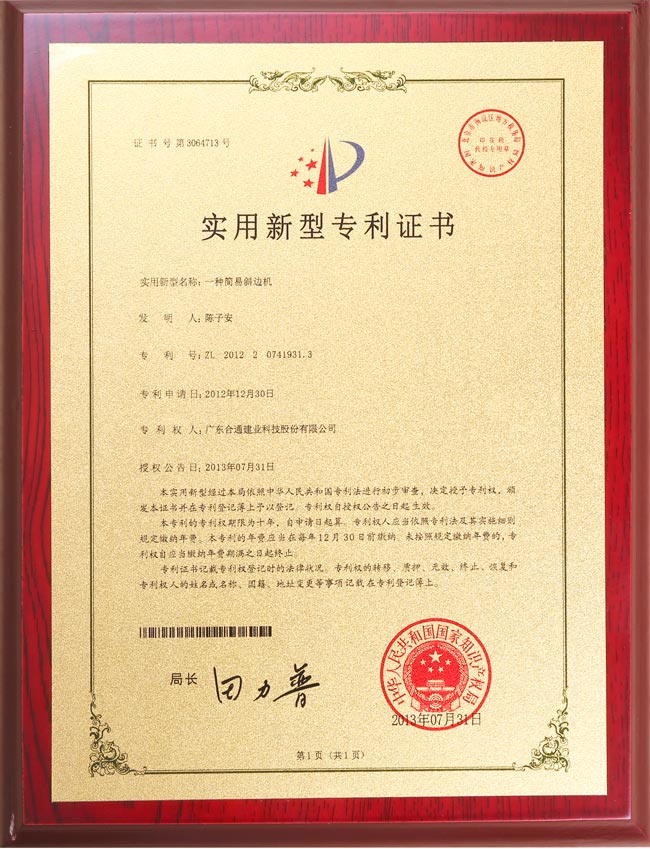 证书号第3064713号
实用新型专利证书
实用新型名称：一种简易斜边机
发明人：陈子安
专利号：ZL 2012 2 0741931.3
专利申请日：2012年12月30日
专利权人：广东合通建业科技股份有限公司
授权公告日：2013年07月31日
本实用新型经过本局依照中华人民共和国专利法进行初步审查，决定授予专利权，颁
发本证书并在专利登记薄上予以登记。专利权自授权公告之日起生效。
本专利的专利权期限为十年，自申请日起算。专利权人应当依照专利法及其实施细则
规定缴纳年费。本专利的年费应当在每年12月30日前缴纳。未按照规定缴纳年费的，专
利权自应当缴纳年费期满之日起终止。
专利证书记载专利权登记时的法律状况。专利权的转移、质押、无效、终止、恢复和
专利权人的姓名或名称、国籍、地址变更等事项记载在专利登记薄上。
局长
田力普
中华人民共和国国家知识产权局
2013年07月31日
第1页（共1页）